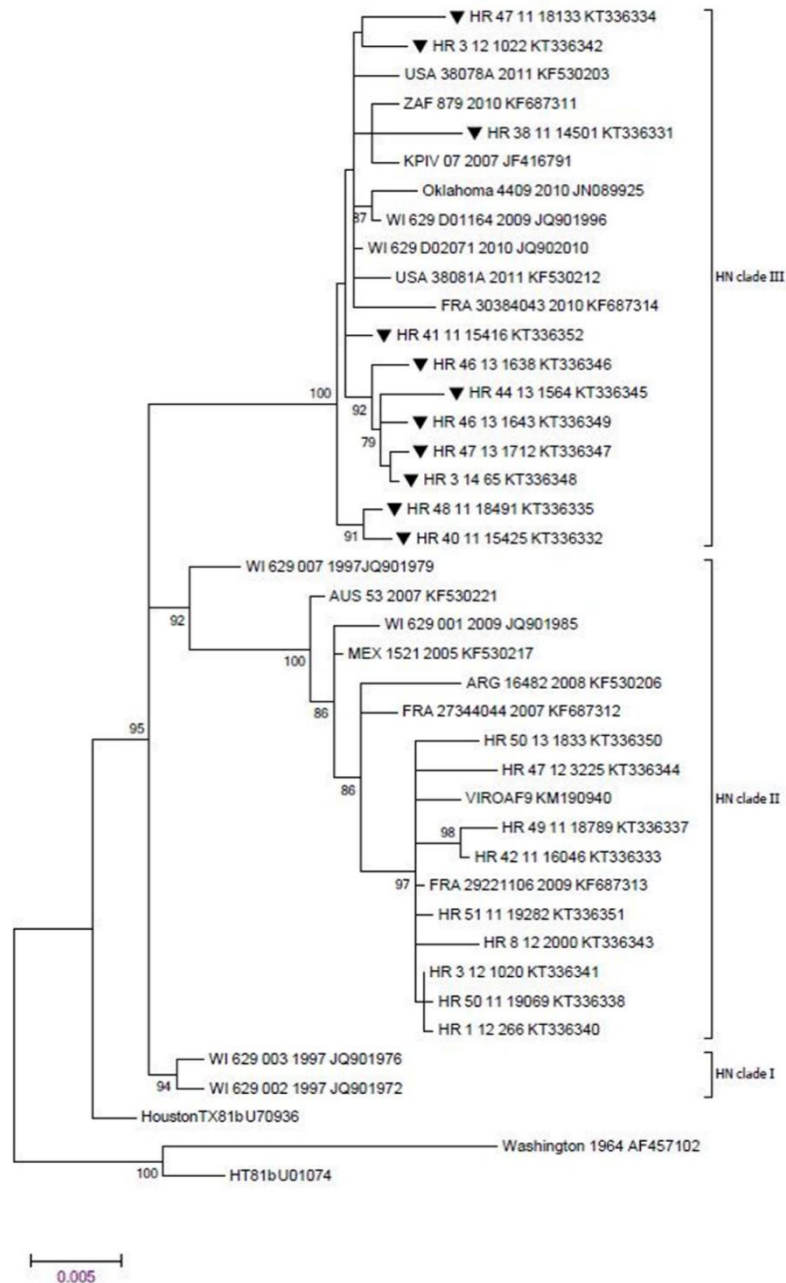 HR 47 11 18133 KT336334
HR 3 12 1022 KT336342
USA 38078A 2011 KF530203
ZAF 879 2010 KF687311
HR 38 11 14501 KT336331
KPIV 07 2007 JF416791
Oklahoma 4409 2010 JN089925
87
WI 629 D01164 2009 JQ901996
WI 629 D02071 2010 JQ902010
USA 38081A 2011 KF530212
HN clade III
FRA 30384043 2010 KF687314
HR 41 11 15416 KT336352
HR 46 13 1638 KT336346
100
HR 44 13 1564 KT336345
92
HR 46 13 1643 KT336349
79
HR 47 13 1712 KT336347
HR 3 14 65 KT336348
HR 48 11 18491 KT336335
91
HR 40 11 15425 KT336332
WI 629 007 1997JQ901979
AUS 53 2007 KF530221
92
WI 629 001 2009 JQ901985
MEX 1521 2005 KF530217
100
ARG 16482 2008 KF530206
86
FRA 27344044 2007 KF687312
95
HR 50 13 1833 KT336350
HR 47 12 3225 KT336344
86
VIROAF9 KM190940
HN clade II
98
HR 49 11 18789 KT336337
HR 42 11 16046 KT336333
97
FRA 29221106 2009 KF687313
HR 51 11 19282 KT336351
HR 8 12 2000 KT336343
HR 3 12 1020 KT336341
HR 50 11 19069 KT336338
HR 1 12 266 KT336340
WI 629 003 1997 JQ901976
HN clade I
94
WI 629 002 1997 JQ901972
HoustonTX81bU70936
Washington 1964 AF457102
100
HT81bU01074
0.005